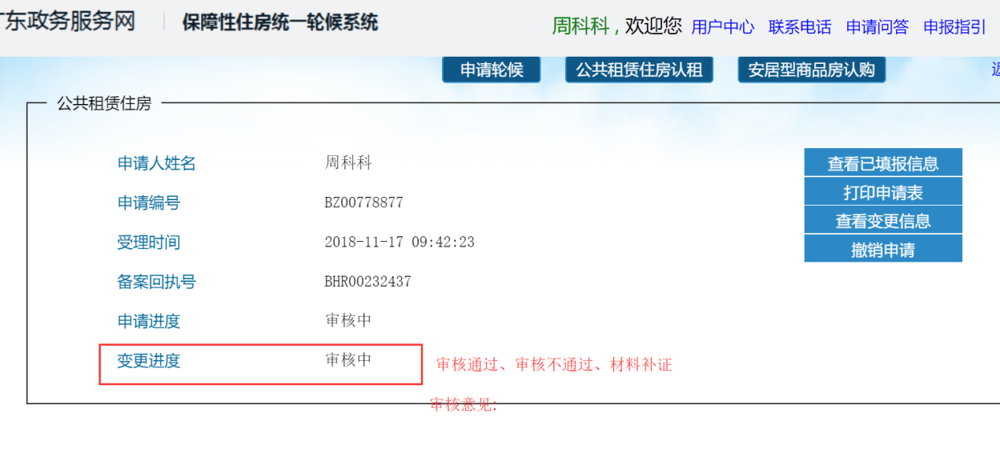 东政务服务网 保障性住房统一轮候系统 周科科，欢迎您 用户中心 联系电话 申请问答 申报指引
申请轮候 公共租赁住房认租 安居型商品房认购
公共租赁住房
申请人姓名 周科科 查看已填报信息
申请编号 BZ00778877 打印申请表
受理时间 2018-11-17 09:42:23 查看变更信息
备案回执号 BHR00232437 撤销申请
申请进度 审核中
变更进度 审核中 审核通过、审核不通过、材料补证
审核意见: